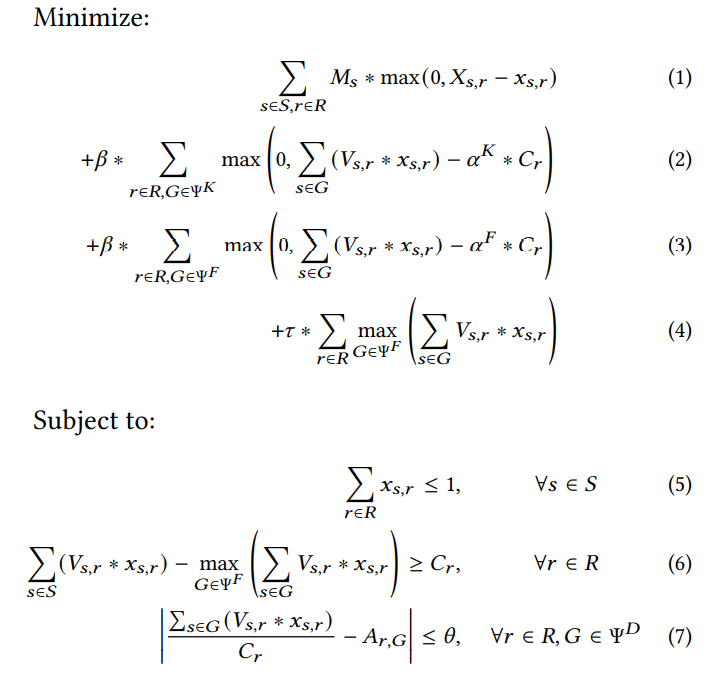 Minimize:
∑_{s∈S,r∈R} M_s ∗ max(0, X_{s,r} − x_{s,r}) (1)
+β ∗ ∑_{r∈R,G∈Ψ^K} max(0, ∑_{s∈G} (V_{s,r} ∗ x_{s,r}) − α^K ∗ C_r) (2)
+β ∗ ∑_{r∈R,G∈Ψ^F} max(0, ∑_{s∈G} (V_{s,r} ∗ x_{s,r}) − α^F ∗ C_r) (3)
+τ ∗ ∑_{r∈R} max_{G∈Ψ^F} (∑_{s∈G} V_{s,r} ∗ x_{s,r}) (4)
Subject to:
∑_{r∈R} x_{s,r} ≤ 1, ∀s ∈ S (5)
∑_{s∈S} (V_{s,r} ∗ x_{s,r}) − max_{G∈Ψ^F} (∑_{s∈G} V_{s,r} ∗ x_{s,r}) ≥ C_r, ∀r ∈ R (6)
|∑_{s∈G}(V_{s,r} ∗ x_{s,r}) / C_r − A_{r,G}| ≤ θ, ∀r ∈ R, G ∈ Ψ^D (7)